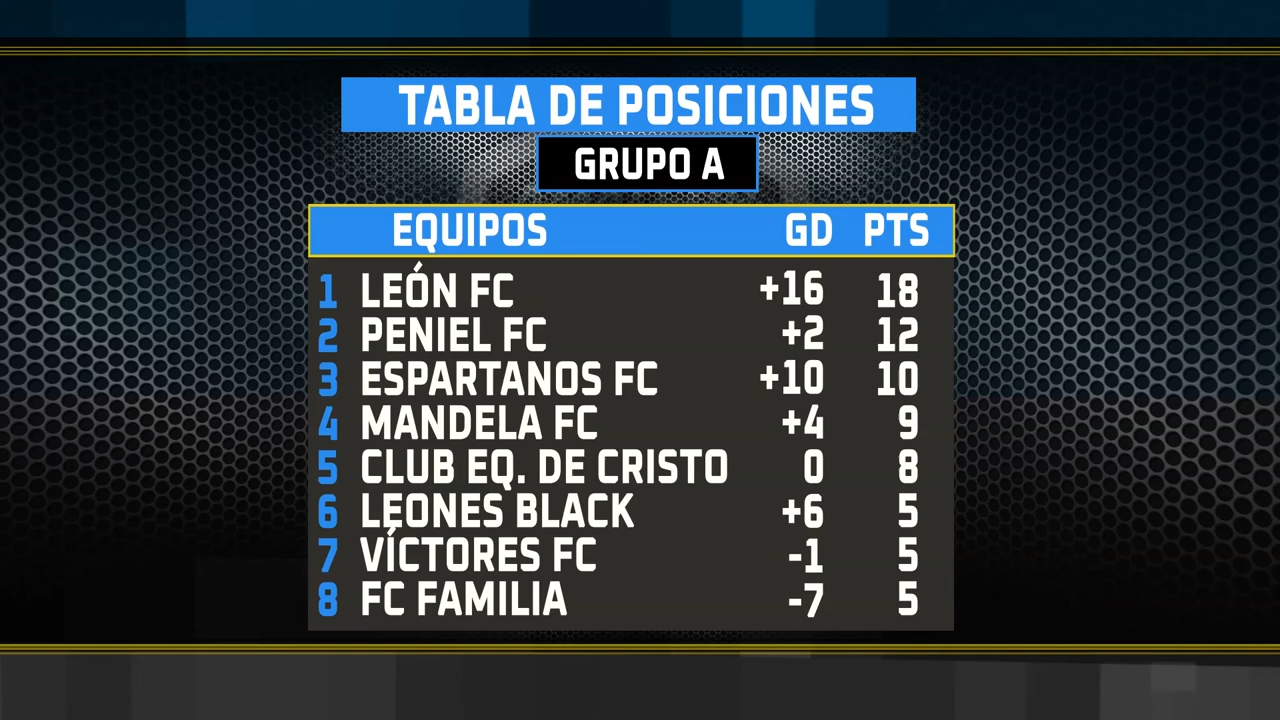 TABLA DE POSICIONES
GRUPO A
EQUIPOS GD PTS
1 LEÓN FC +16 18
2 PENIEL FC +2 12
3 ESPARTANOS FC +10 10
4 MANDELA FC +4 9
5 CLUB EQ. DE CRISTO 0 8
6 LEONES BLACK +6 5
7 VÍCTORES FC -1 5
8 FC FAMILIA -7 5